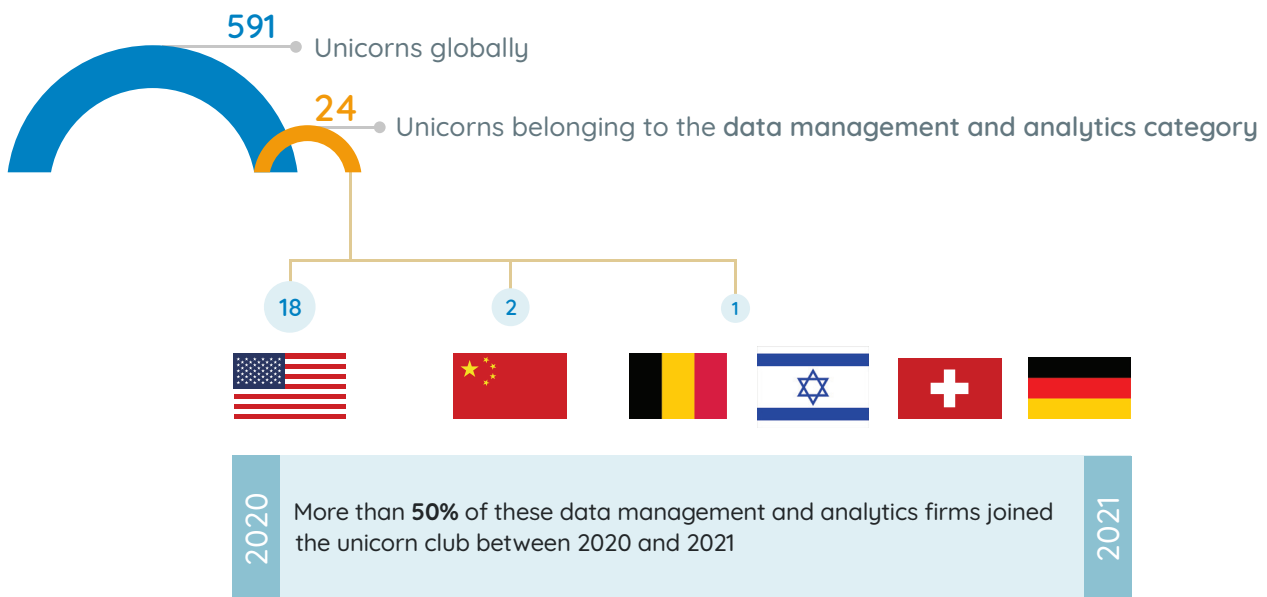 591
Unicorns globally
24
Unicorns belonging to the data management and analytics category
18
2
1
2020
More than 50% of these data management and analytics firms joined
the unicorn club between 2020 and 2021
2021